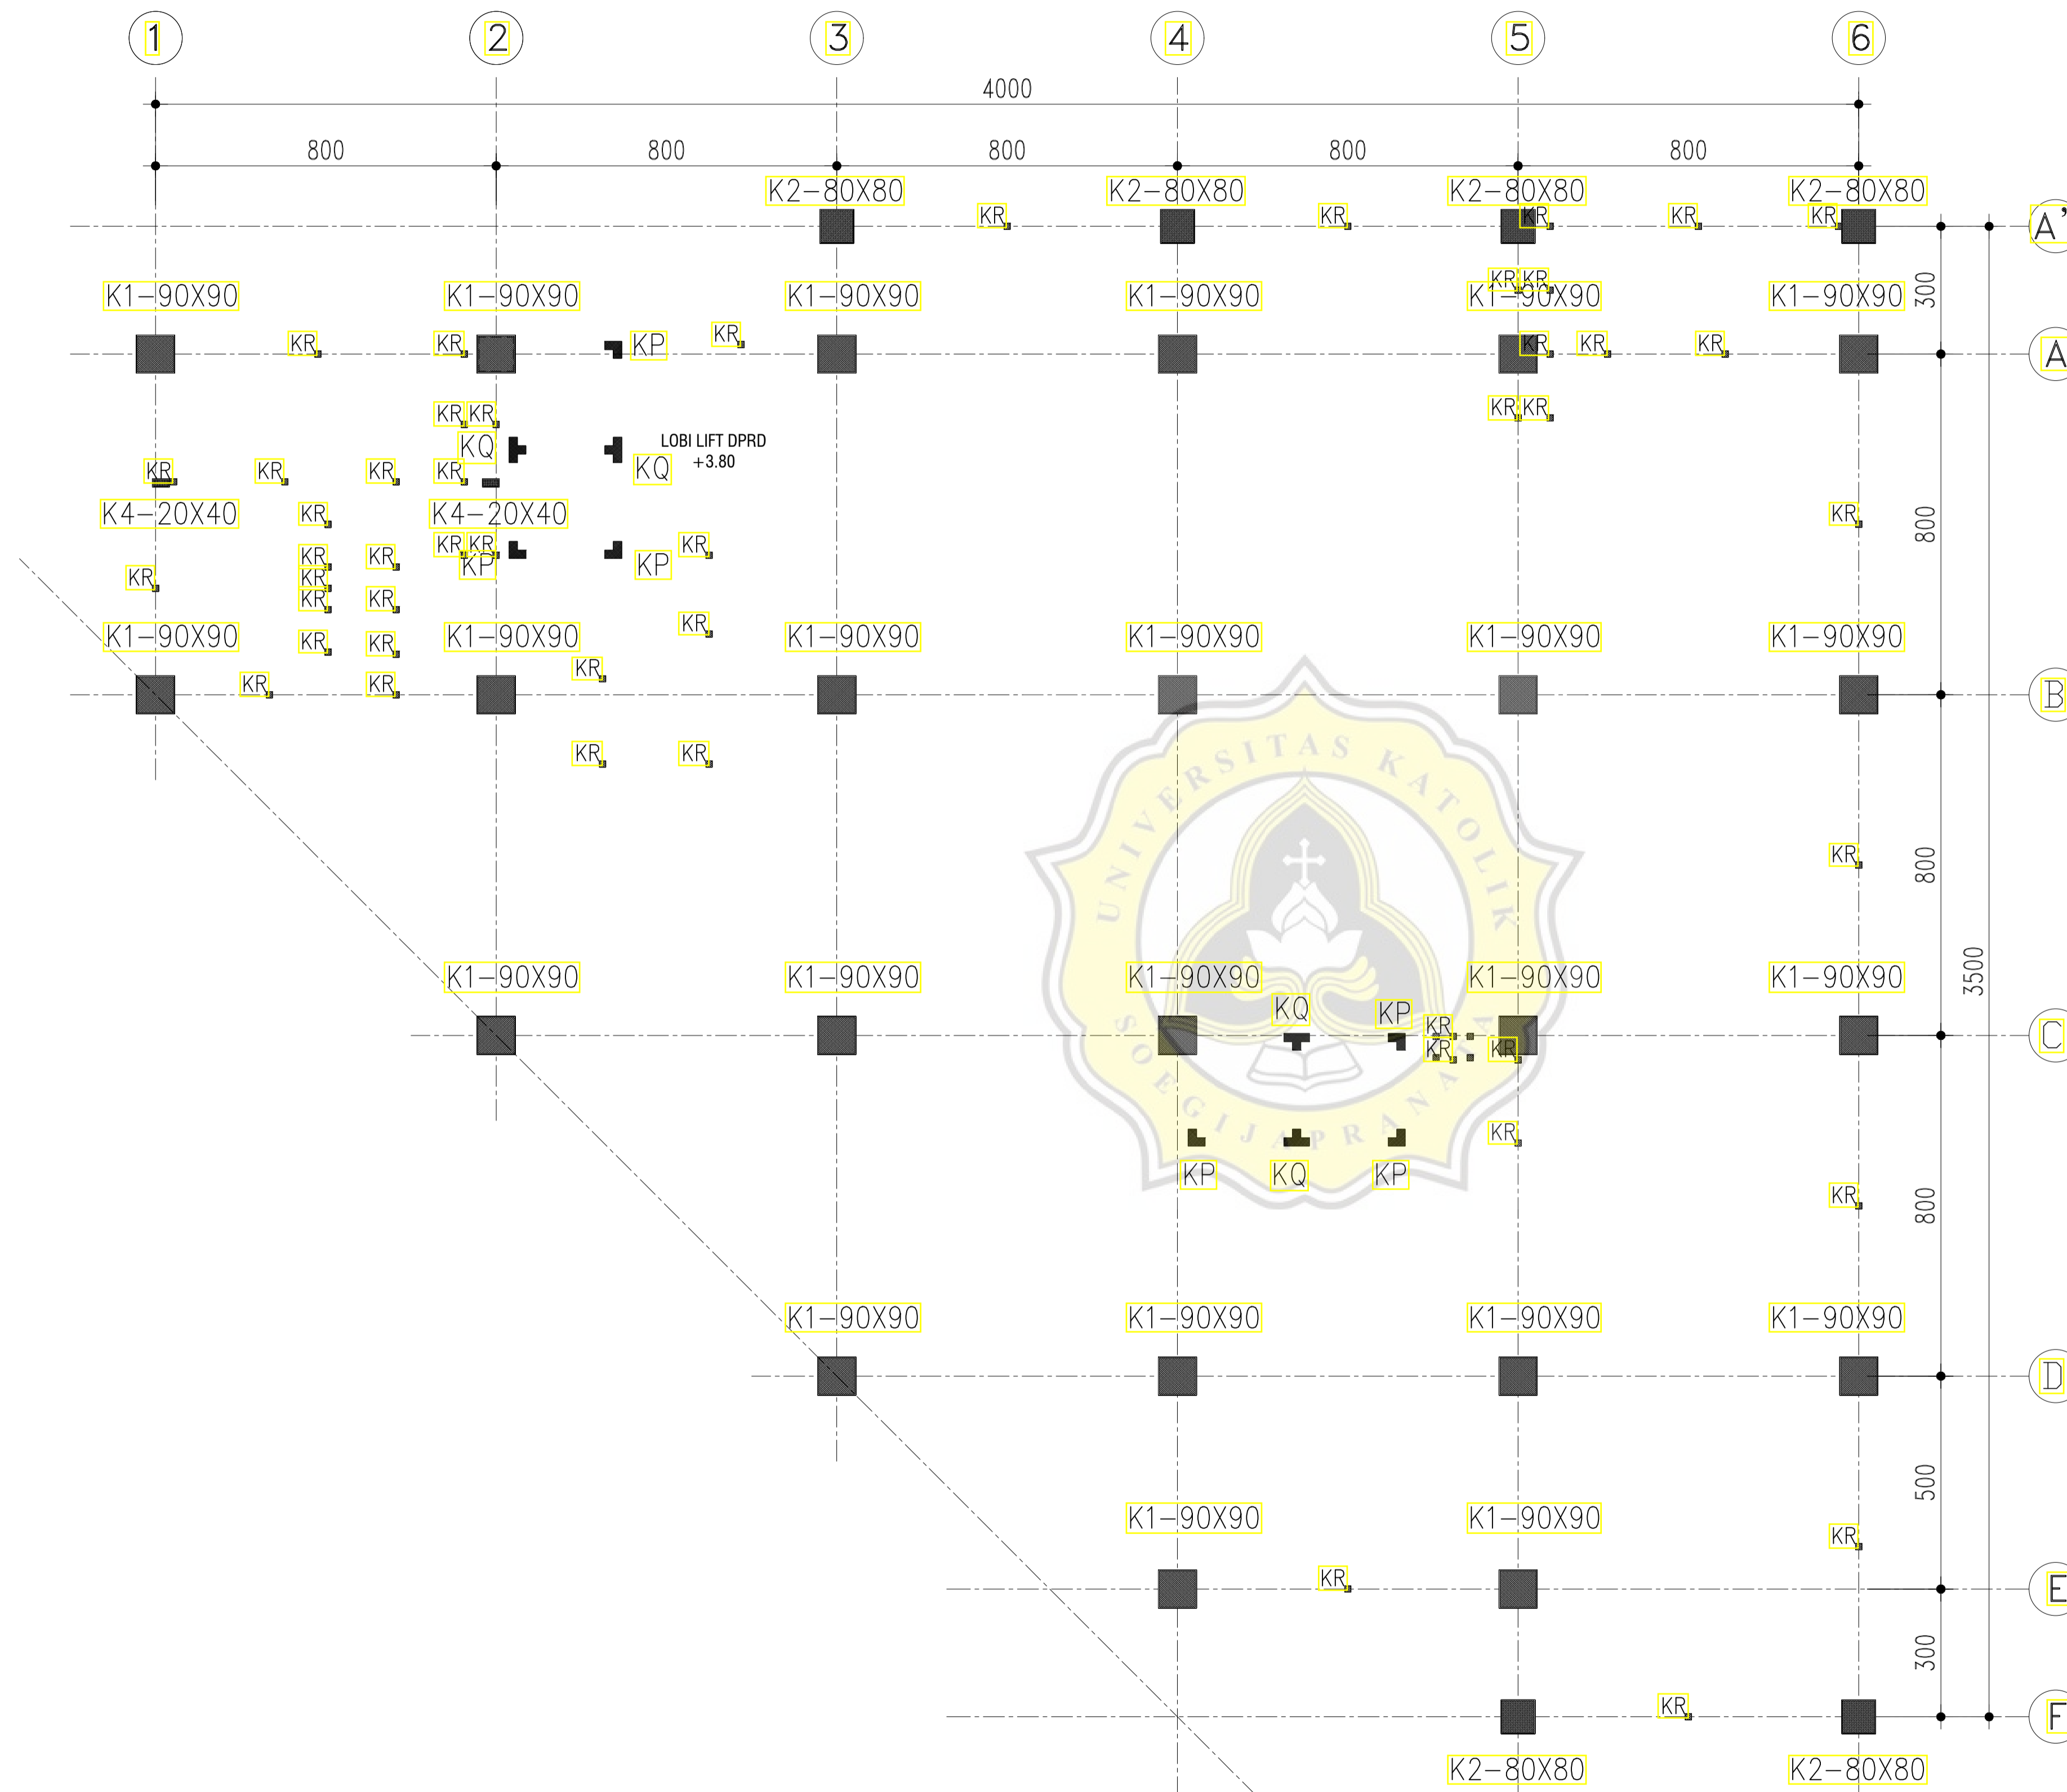 1 2 3 4 5 6
4000
800 800 800 800 800
K2-80X80 K2-80X80 K2-80X80 K2-80X80
KR KR KR KR KR A'
KR KR
K1-90X90 K1-90X90 K1-90X90 K1-90X90 K1-90X90 K1-90X90 300
KR KR KP KR KR KR KR A
KR KR KR KR
KQ LOBI LIFT DPRD
+3.80
KQ
KR KR KR KR
K4-20X40 KR K4-20X40 KR 800
KR KR KR KR KR
KP KP
KR KR
KR KR
KR KR
K1-90X90 K1-90X90 K1-90X90 K1-90X90 K1-90X90 K1-90X90
KR KR
KR KR KR B
KR KR
UNIVERSITAS KATOLIK
KR 800
3500
K1-90X90 K1-90X90 K1-90X90 K1-90X90 K1-90X90
KQ KP
KR C
KR KR
SOEGIJAPRANATA
KR
KP KQ KP
KR 800
K1-90X90 K1-90X90 K1-90X90 K1-90X90
D
500
K1-90X90 K1-90X90
KR
KR E
300
KR F
K2-80X80 K2-80X80